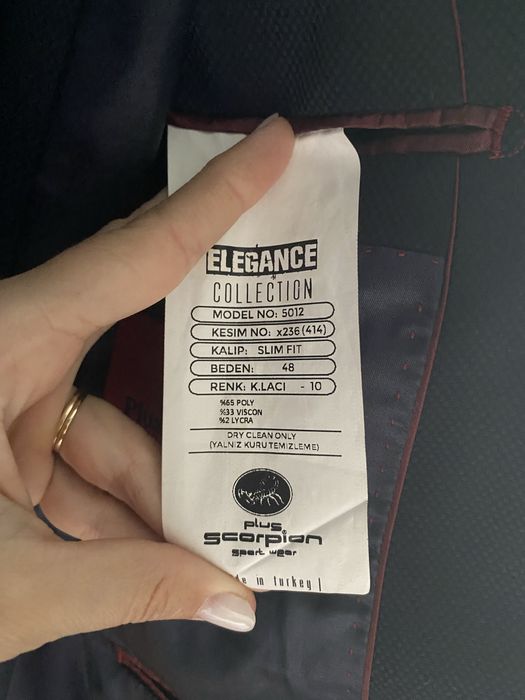 ELEGANCE
COLLECTION
MODEL NO: 5012
KESIM NO: x236 (414)
KALIP: SLIM FIT
BEDEN: 48
RENK: K.LACI - 10
%65 POLY
%33 VISCON
%2 LYCRA
DRY CLEAN ONLY
(YALNIZ KURU TEMIZLEME)
plus
scorpion
sport wear
in turkey